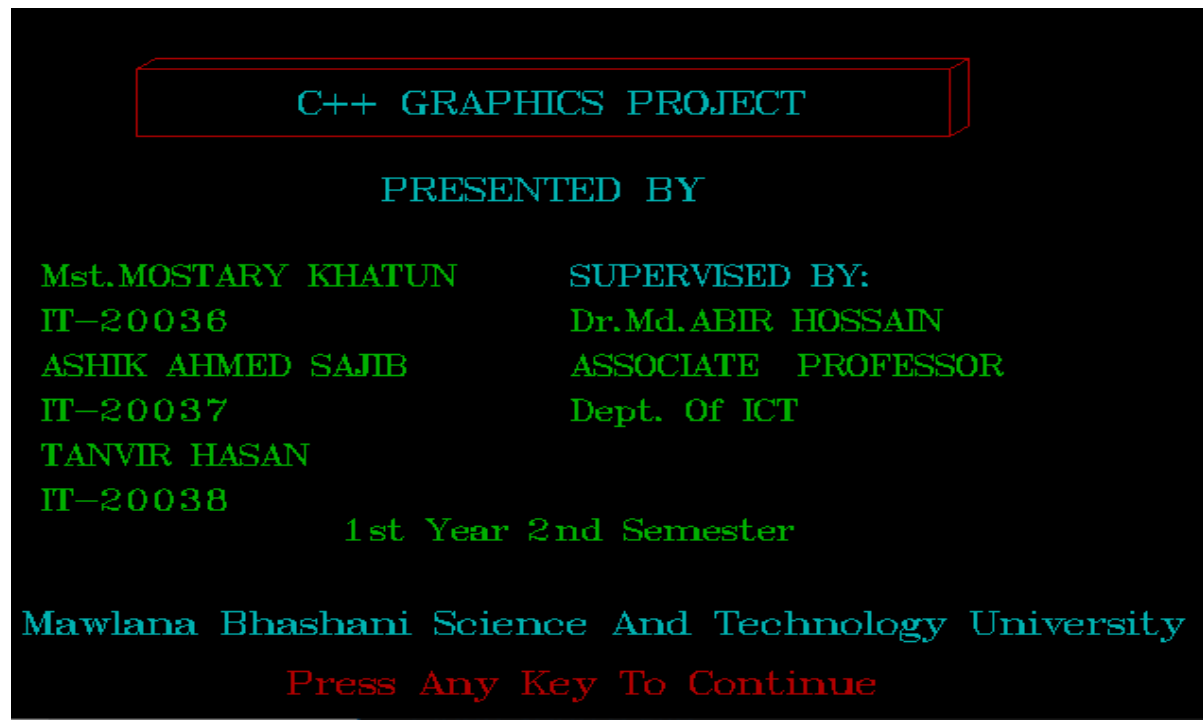 C++ GRAPHICS PROJECT
PRESENTED BY
Mst.MOSTARY KHATUN
IT-20036
ASHIK AHMED SAJIB
IT-20037
TANVIR HASAN
IT-20038
SUPERVISED BY:
Dr.Md.ABIR HOSSAIN
ASSOCIATE PROFESSOR
Dept. Of ICT
1st Year 2nd Semester
Mawlana Bhashani Science And Technology University
Press Any Key To Continue